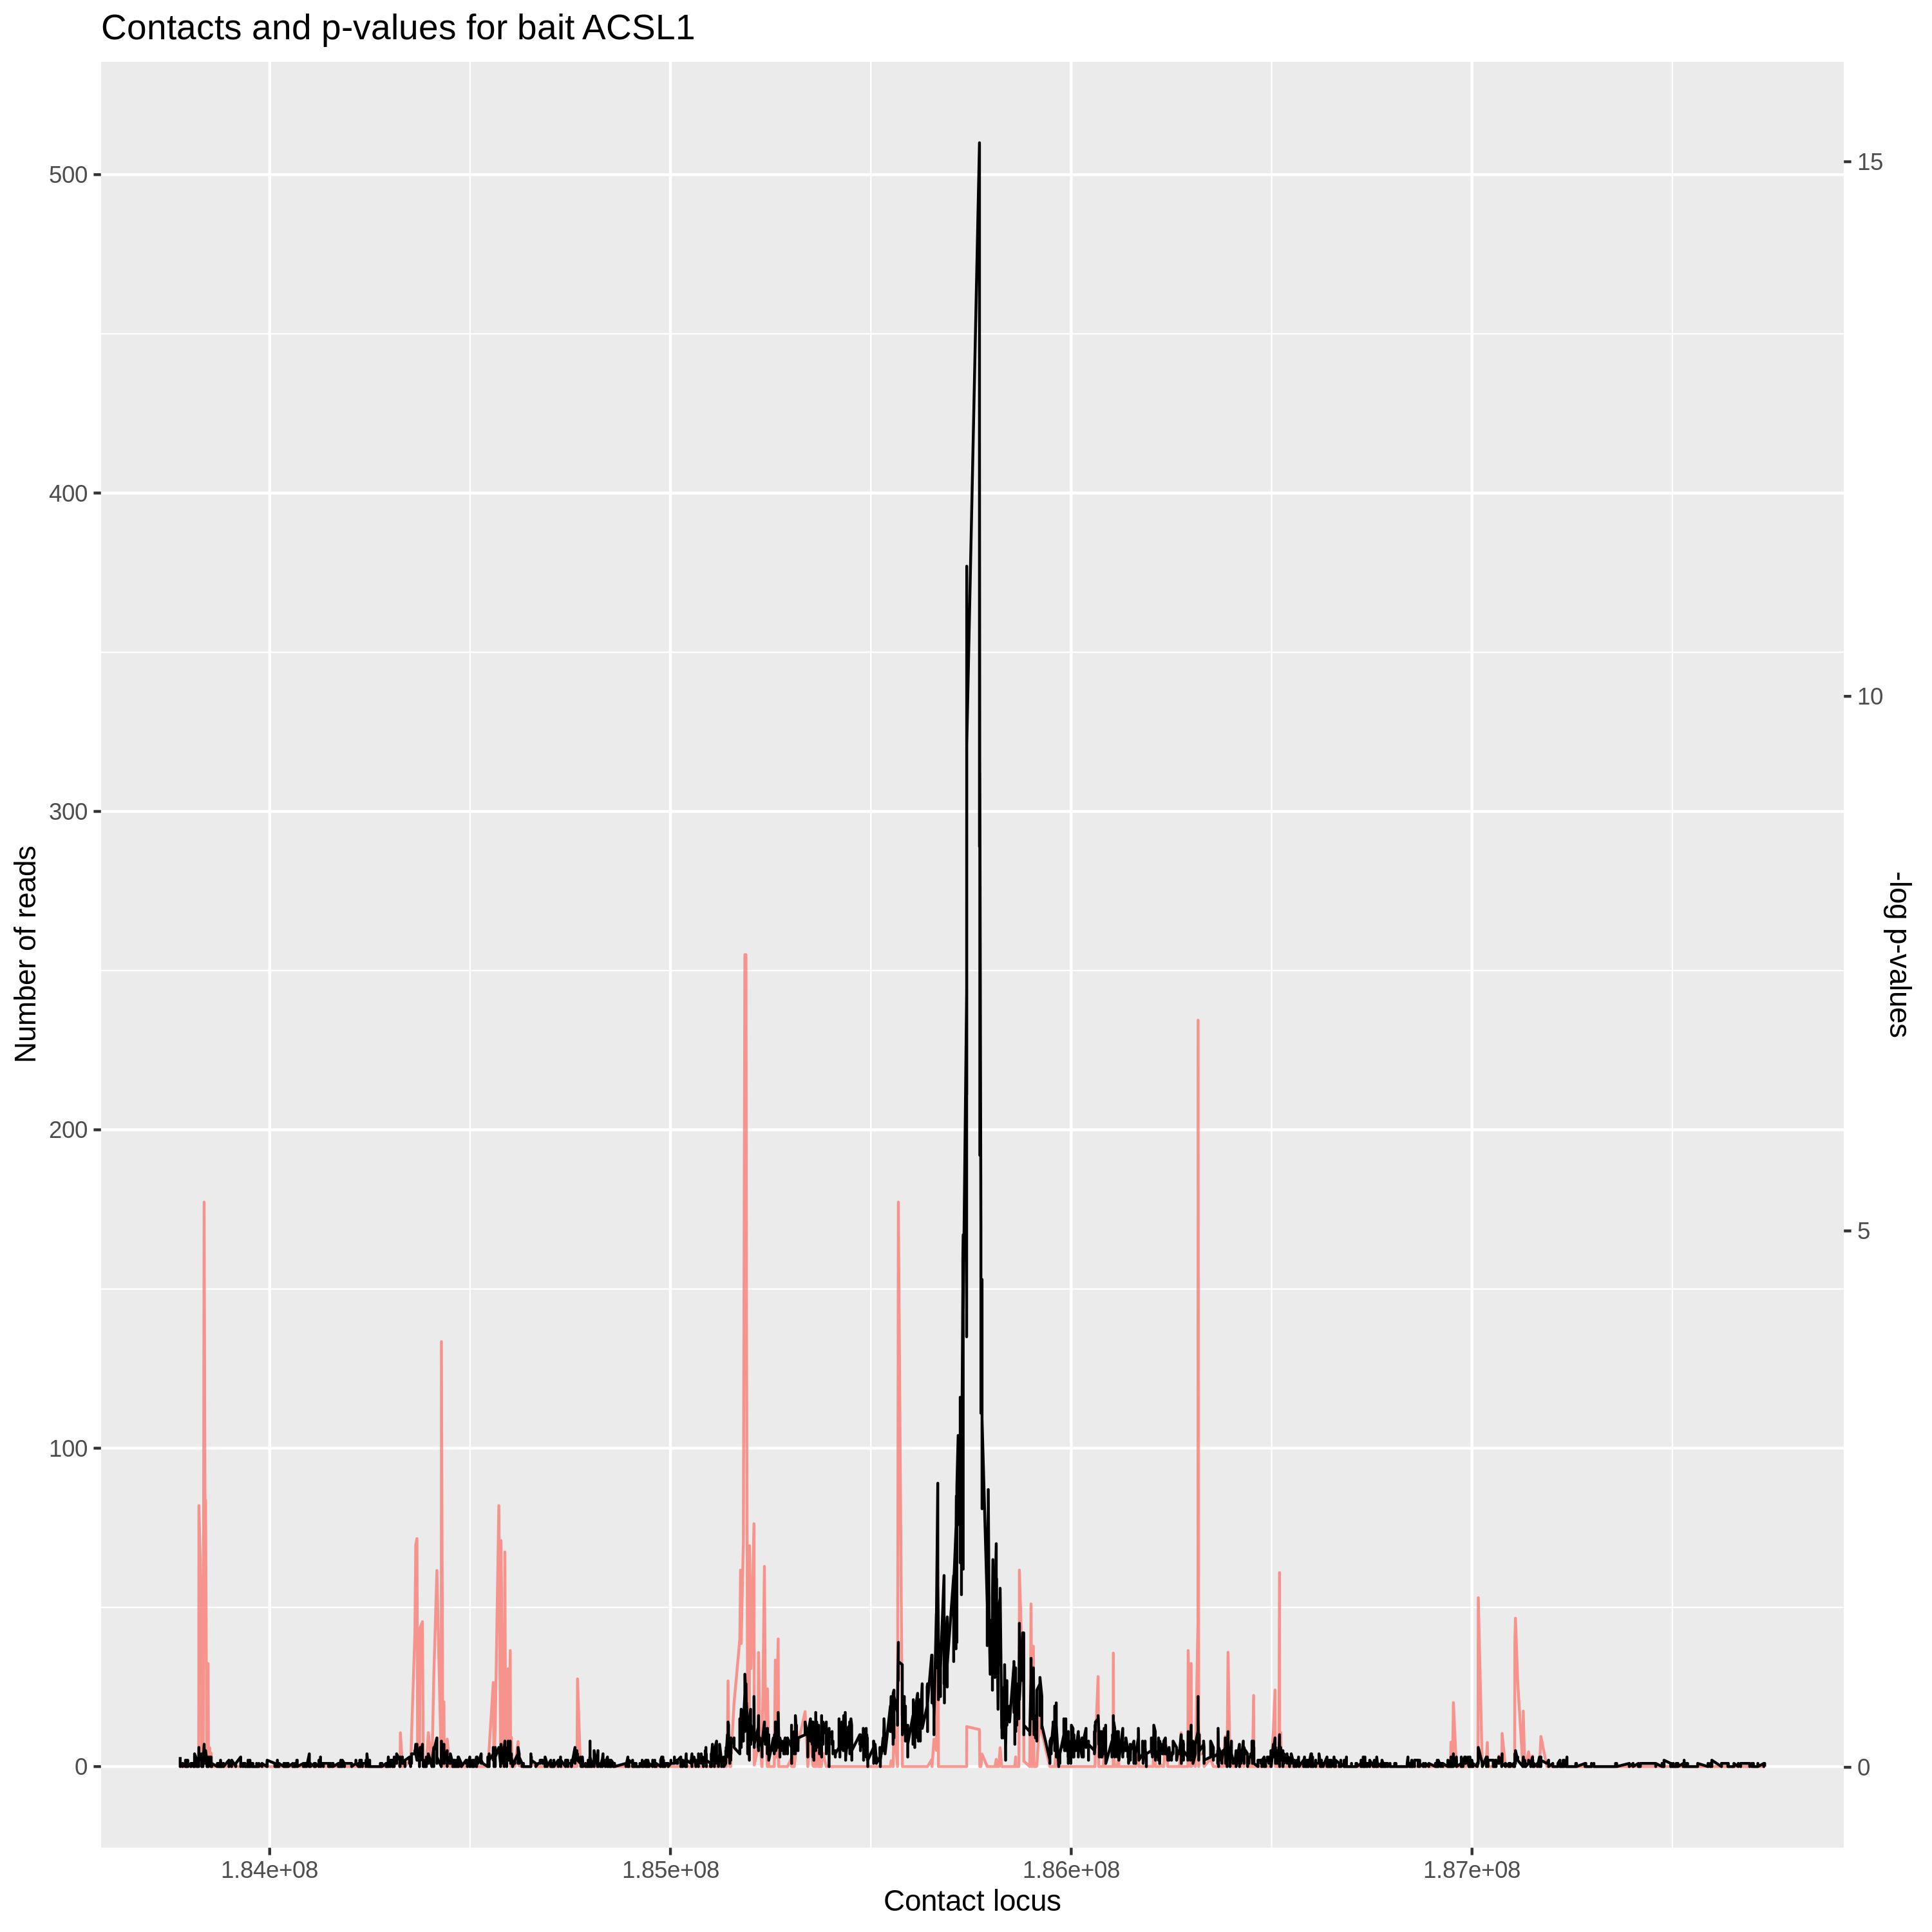 Contacts and p-values for bait ACSL1
500
400
300
200
100
0
Number of reads
15
10
5
0
-log p-values
1.84e+08
1.85e+08
1.86e+08
1.87e+08
Contact locus